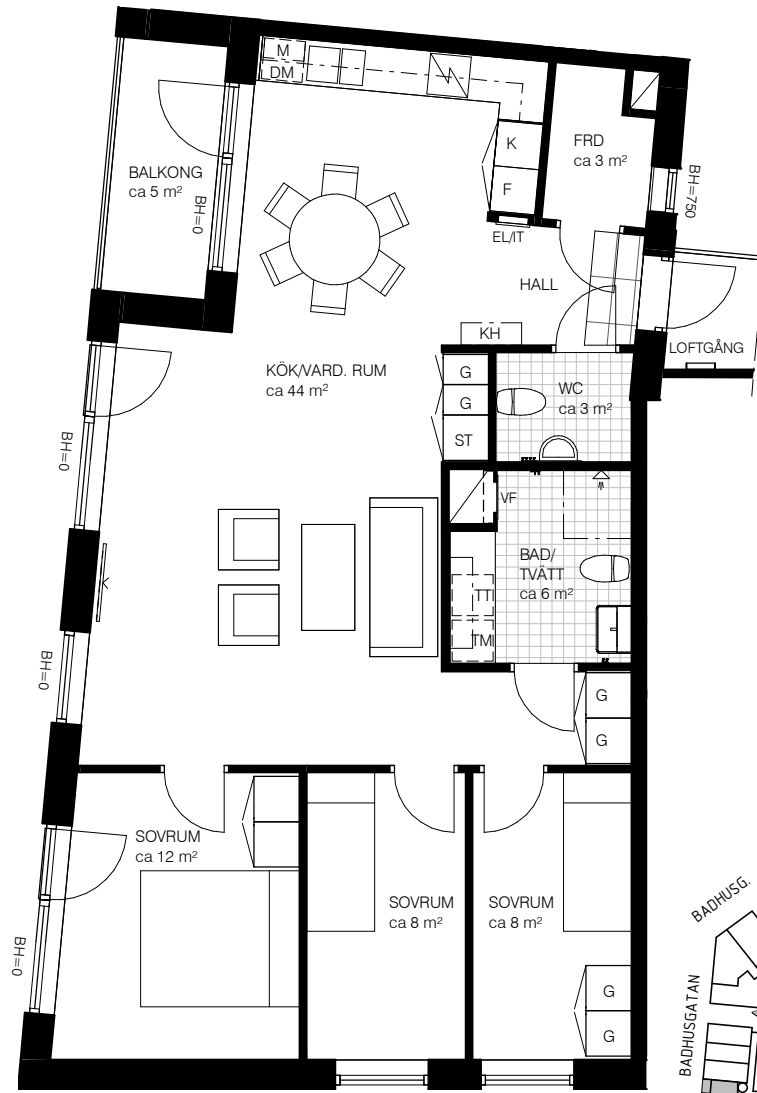 M
DM
K
F
FRD
ca 3 m²
BH=750
BALKONG
ca 5 m²
BH=0
EL/IT
HALL
KH
LOFTGÅNG
KÖK/VARD. RUM
ca 44 m²
G
G
ST
WC
ca 3 m²
BH=0
VF
BAD/
TVÄTT
ca 6 m²
TT
TM
BH=0
G
G
SOVRUM
ca 12 m²
SOVRUM
ca 8 m²
SOVRUM
ca 8 m²
BH=0
G
G
BADHUSG.
BADHUSGATAN